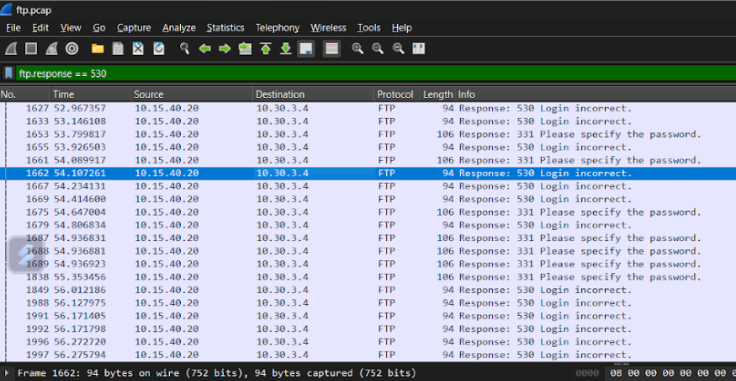 ftp.pcap
File Edit View Go Capture Analyze Statistics Telephony Wireless Tools Help
ftp.response == 530
No. Time Source Destination Protocol Length Info
1627 52.967357 10.15.40.20 10.30.3.4 FTP 94 Response: 530 Login incorrect.
1633 53.146108 10.15.40.20 10.30.3.4 FTP 94 Response: 530 Login incorrect.
1653 53.799817 10.15.40.20 10.30.3.4 FTP 106 Response: 331 Please specify the password.
1655 53.926503 10.15.40.20 10.30.3.4 FTP 94 Response: 530 Login incorrect.
1661 54.089917 10.15.40.20 10.30.3.4 FTP 106 Response: 331 Please specify the password.
1662 54.107261 10.15.40.20 10.30.3.4 FTP 94 Response: 530 Login incorrect.
1667 54.234131 10.15.40.20 10.30.3.4 FTP 94 Response: 530 Login incorrect.
1669 54.414600 10.15.40.20 10.30.3.4 FTP 94 Response: 530 Login incorrect.
1675 54.647004 10.15.40.20 10.30.3.4 FTP 106 Response: 331 Please specify the password.
1679 54.806834 10.15.40.20 10.30.3.4 FTP 94 Response: 530 Login incorrect.
1687 54.936831 10.15.40.20 10.30.3.4 FTP 106 Response: 331 Please specify the password.
1688 54.936881 10.15.40.20 10.30.3.4 FTP 106 Response: 331 Please specify the password.
1689 54.936923 10.15.40.20 10.30.3.4 FTP 106 Response: 331 Please specify the password.
1838 55.353456 10.15.40.20 10.30.3.4 FTP 106 Response: 331 Please specify the password.
1849 56.012186 10.15.40.20 10.30.3.4 FTP 94 Response: 530 Login incorrect.
1988 56.127975 10.15.40.20 10.30.3.4 FTP 94 Response: 530 Login incorrect.
1991 56.171405 10.15.40.20 10.30.3.4 FTP 94 Response: 530 Login incorrect.
1992 56.171798 10.15.40.20 10.30.3.4 FTP 94 Response: 530 Login incorrect.
1996 56.272720 10.15.40.20 10.30.3.4 FTP 94 Response: 530 Login incorrect.
1997 56.275794 10.15.40.20 10.30.3.4 FTP 94 Response: 530 Login incorrect.
Frame 1662: 94 bytes on wire (752 bits), 94 bytes captured (752 bits) 0000 08 00 00 00 00 00 00 0